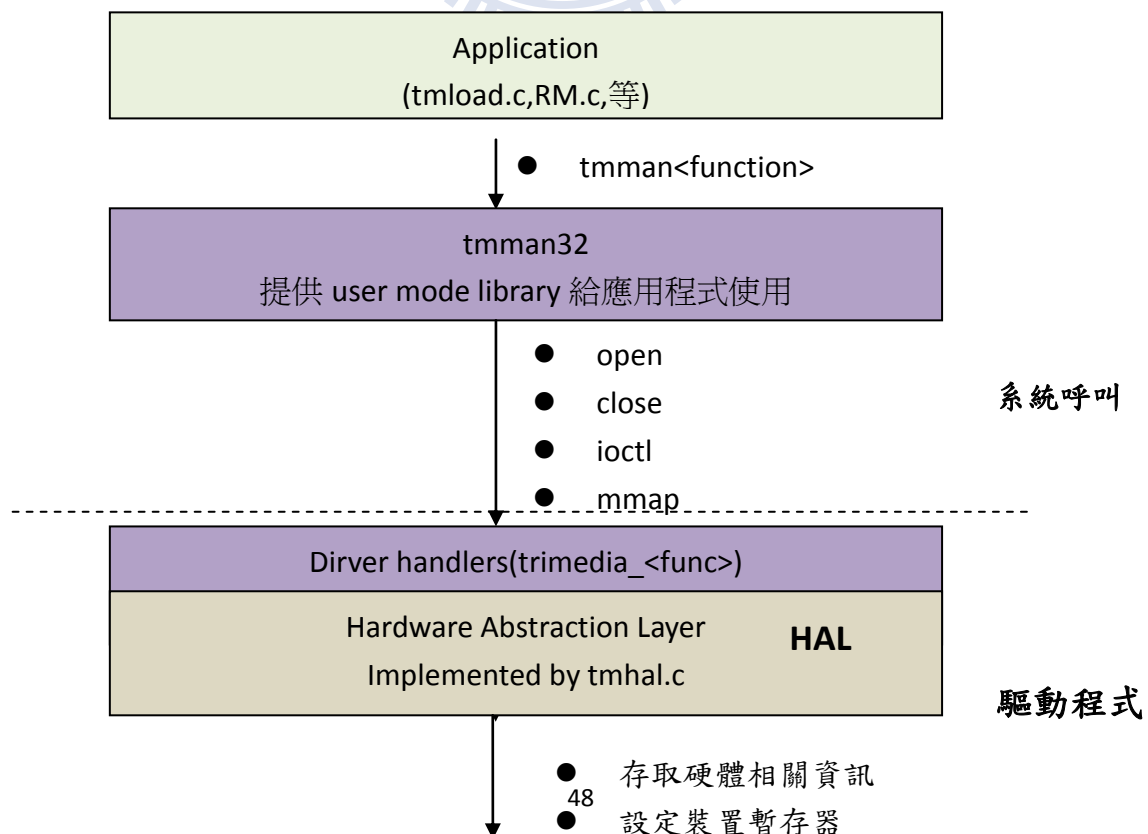 Application
(tmload.c,RM.c,等)
● tmman<function>
tmman32
提供 user mode library 給應用程式使用
● open
● close
● ioctl
● mmap
系統呼叫
Dirver handlers(trimedia_<func>)
Hardware Abstraction Layer
HAL
Implemented by tmhal.c
驅動程式
● 存取硬體相關資訊
48
● 設定裝置暫存器